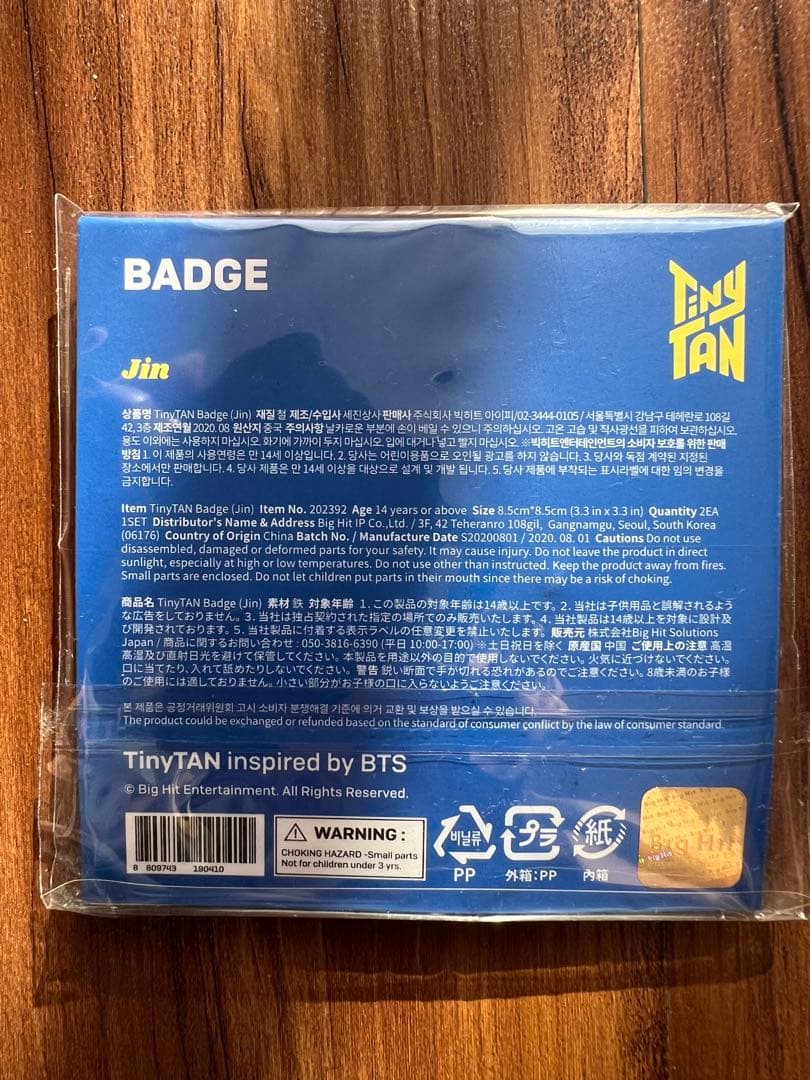 BADGE
TinyTAN
Jin
상품명 TinyTAN Badge (Jin) 재질 철 제조/수입사 세진상사 판매사 주식회사 빅히트 아이피/02-3444-0105 / 서울특별시 강남구 테헤란로 108길
42, 3층 제조연월 2020. 08 원산지 중국 주의사항 날카로운 부분에 손이 베일 수 있으니 주의하십시오. 고온 고습 및 직사광선을 피하여 보관하십시오.
용도 이외에는 사용하지 마십시오. 화기에 가까이 두지 마십시오. 입에 대거나 넣고 빨지 마십시오. ※빅히트엔터테인먼트의 소비자 보호를 위한 판매
방침 1. 이 제품의 사용연령은 만 14세 이상입니다. 2. 당사는 어린이용품으로 오인될 광고를 하지 않습니다. 3. 당사와 독점 계약된 지정된
장소에서만 판매합니다. 4. 당사 제품은 만 14세 이상을 대상으로 설계 및 개발 됩니다. 5. 당사 제품에 부착되는 표시라벨에 대한 임의 변경을
금지합니다.
Item TinyTAN Badge (Jin) Item No. 202392 Age 14 years or above Size 8.5cm*8.5cm (3.3 in x 3.3 in) Quantity 2EA
1SET Distributor's Name & Address Big Hit IP Co.,Ltd. / 3F, 42 Teheranro 108gil, Gangnamgu, Seoul, South Korea
(06176) Country of Origin China Batch No. / Manufacture Date S20200801 / 2020. 08. 01 Cautions Do not use
disassembled, damaged or deformed parts for your safety. It may cause injury. Do not leave the product in direct
sunlight, especially at high or low temperatures. Do not use other than instructed. Keep the product away from fires.
Small parts are enclosed. Do not let children put parts in their mouth since there may be a risk of choking.
商品名 TinyTAN Badge (Jin) 素材 鉄 対象年齢 1. この製品の対象年齢は14歳以上です。2. 当社は子供用品と誤解されるよう
な広告をしておりません。3. 当社は独占契約された指定の場所でのみ販売いたします。4. 当社製品は14歳以上を対象に設計及
び開発されております。5. 当社製品に付着する表示ラベルの任意変更を禁止いたします。販売元 株式会社Big Hit Solutions
Japan / 商品に関するお問い合わせ : 050-3816-6390 (平日 10:00-17:00) ※土日祝日を除く 原産国 中国 ご使用上の注意 高温
高湿及び直射日光を避けて保管してください。本製品を用途以外の目的で使用しないでください。火気に近づけないでください。
口に当てたり、入れて舐めたりしないでください。警告 鋭い断面で手が切れる恐れがあるのでご注意ください。8歳未満のお子様
のご使用には適しておりません。小さい部分がお子様の口に入らないようご注意ください。
본 제품은 공정거래위원회 고시 소비자 분쟁해결 기준에 의거 교환 및 보상을 받으실 수 있습니다.
The product could be exchanged or refunded based on the standard of consumer conflict by the law of consumer standard.
TinyTAN inspired by BTS
© Big Hit Entertainment. All Rights Reserved.
8 809743 190410
WARNING :
CHOKING HAZARD -Small parts
Not for children under 3-yrs.
비닐류
PP
プラ
外箱:PP
紙
内箱
Big Hit